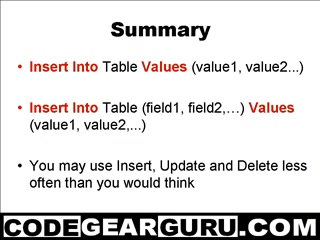 Summary
• Insert Into Table Values (value1, value2...)
• Insert Into Table (field1, field2,...) Values
(value1, value2,...)
• You may use Insert, Update and Delete less
often than you would think
CODEGEARGURU.COM